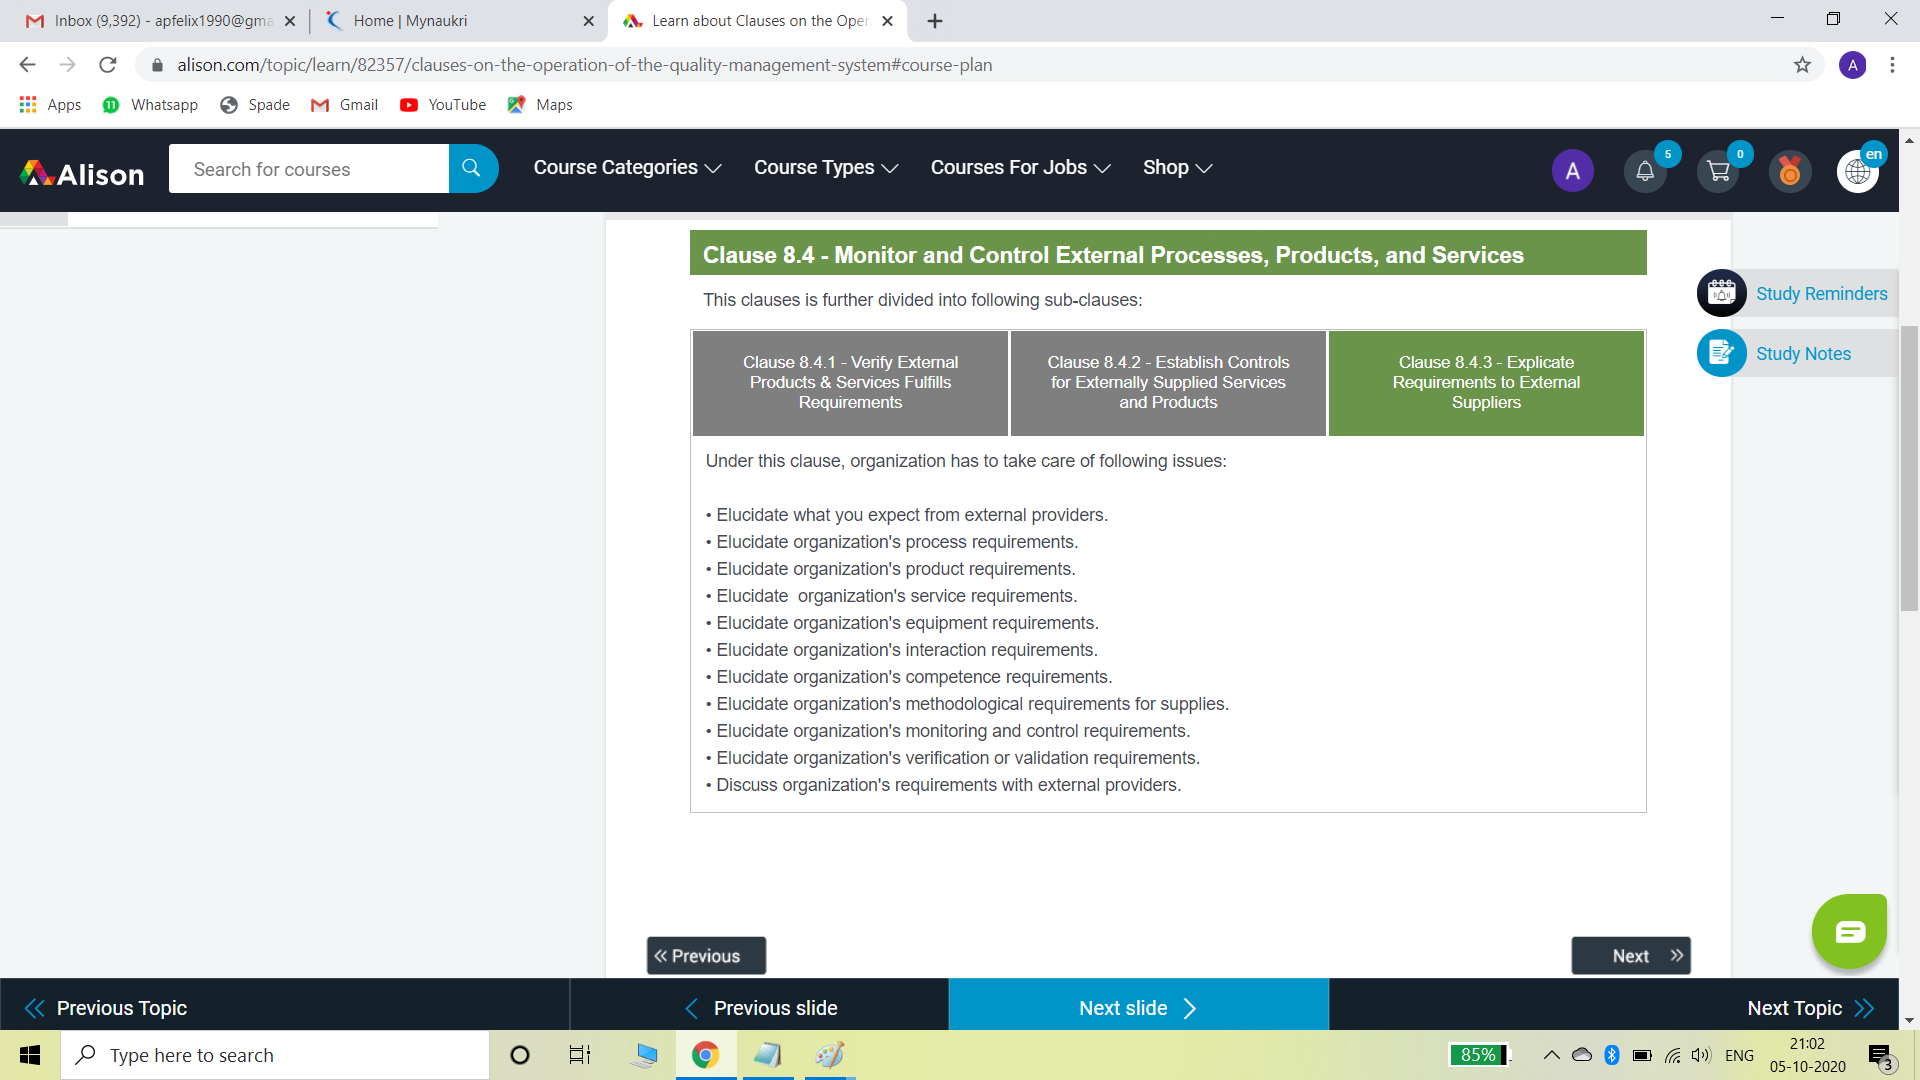 Inbox (9,392) - apfelix1990@gma
Home | Mynaukri
Learn about Clauses on the Oper
alison.com/topic/learn/82357/clauses-on-the-operation-of-the-quality-management-system#course-plan
A
Apps
11
Whatsapp
Spade
Gmail
YouTube
Maps
Alison
Search for courses
Course Categories
Course Types
Courses For Jobs
Shop
A
5
0
en
Clause 8.4 - Monitor and Control External Processes, Products, and Services
This clauses is further divided into following sub-clauses:
Study Reminders
Study Notes
Clause 8.4.1 - Verify External
Products & Services Fulfills
Requirements
Clause 8.4.2 - Establish Controls
for Externally Supplied Services
and Products
Clause 8.4.3 - Explicate
Requirements to External
Suppliers
Under this clause, organization has to take care of following issues:
• Elucidate what you expect from external providers.
• Elucidate organization's process requirements.
• Elucidate organization's product requirements.
• Elucidate  organization's service requirements.
• Elucidate organization's equipment requirements.
• Elucidate organization's interaction requirements.
• Elucidate organization's competence requirements.
• Elucidate organization's methodological requirements for supplies.
• Elucidate organization's monitoring and control requirements.
• Elucidate organization's verification or validation requirements.
• Discuss organization's requirements with external providers.
Previous
Next
Previous Topic
Previous slide
Next slide
Next Topic
Type here to search
85%
ENG
21:02
05-10-2020
3